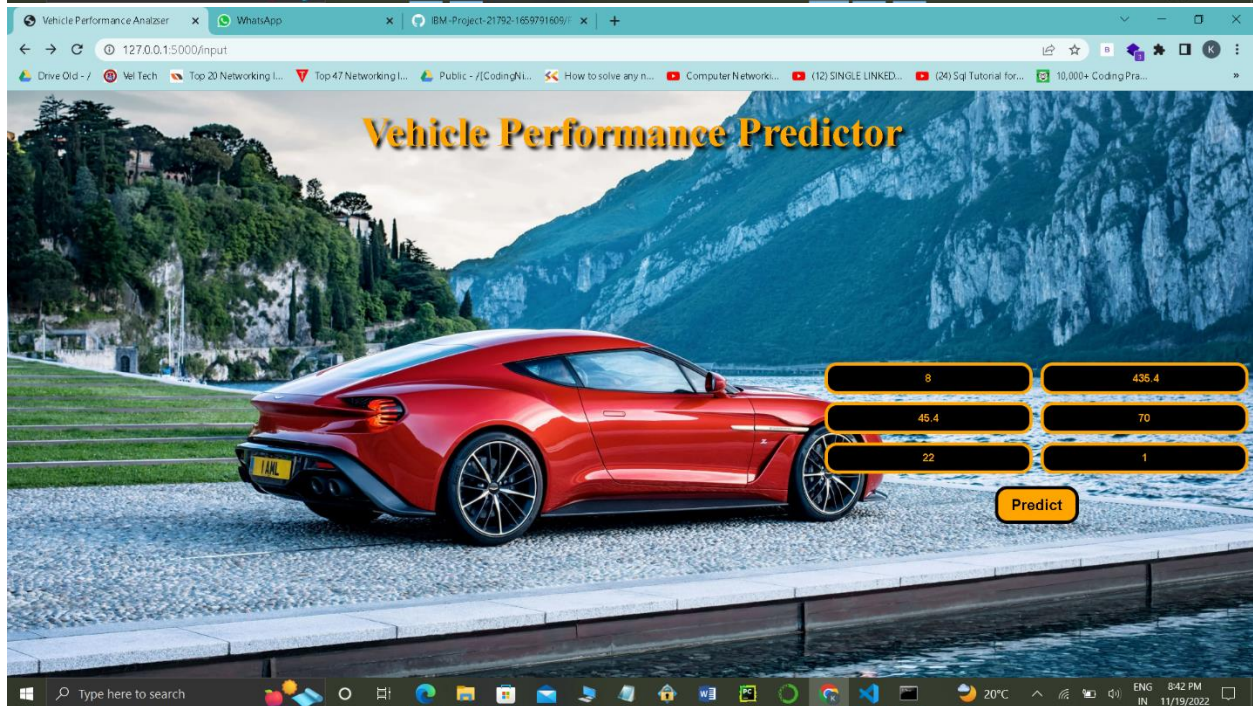 Vehicle Performance Analzser
WhatsApp
IBM-Project-21792-1659791609/F
127.0.0.1:5000/input
K
Drive Old - /
Vel Tech
Top 20 Networking I...
Top 47 Networking I...
Public - /[CodingNi...
How to solve any n...
Computer Networki...
(12) SINGLE LINKED...
(24) Sql Tutorial for...
10,000+ Coding Pra...
»
Vehicle Performance Predictor
8
435.4
45.4
70
22
1
Predict
1 AML
Type here to search
20°C
ENG
IN
8:42 PM
11/19/2022